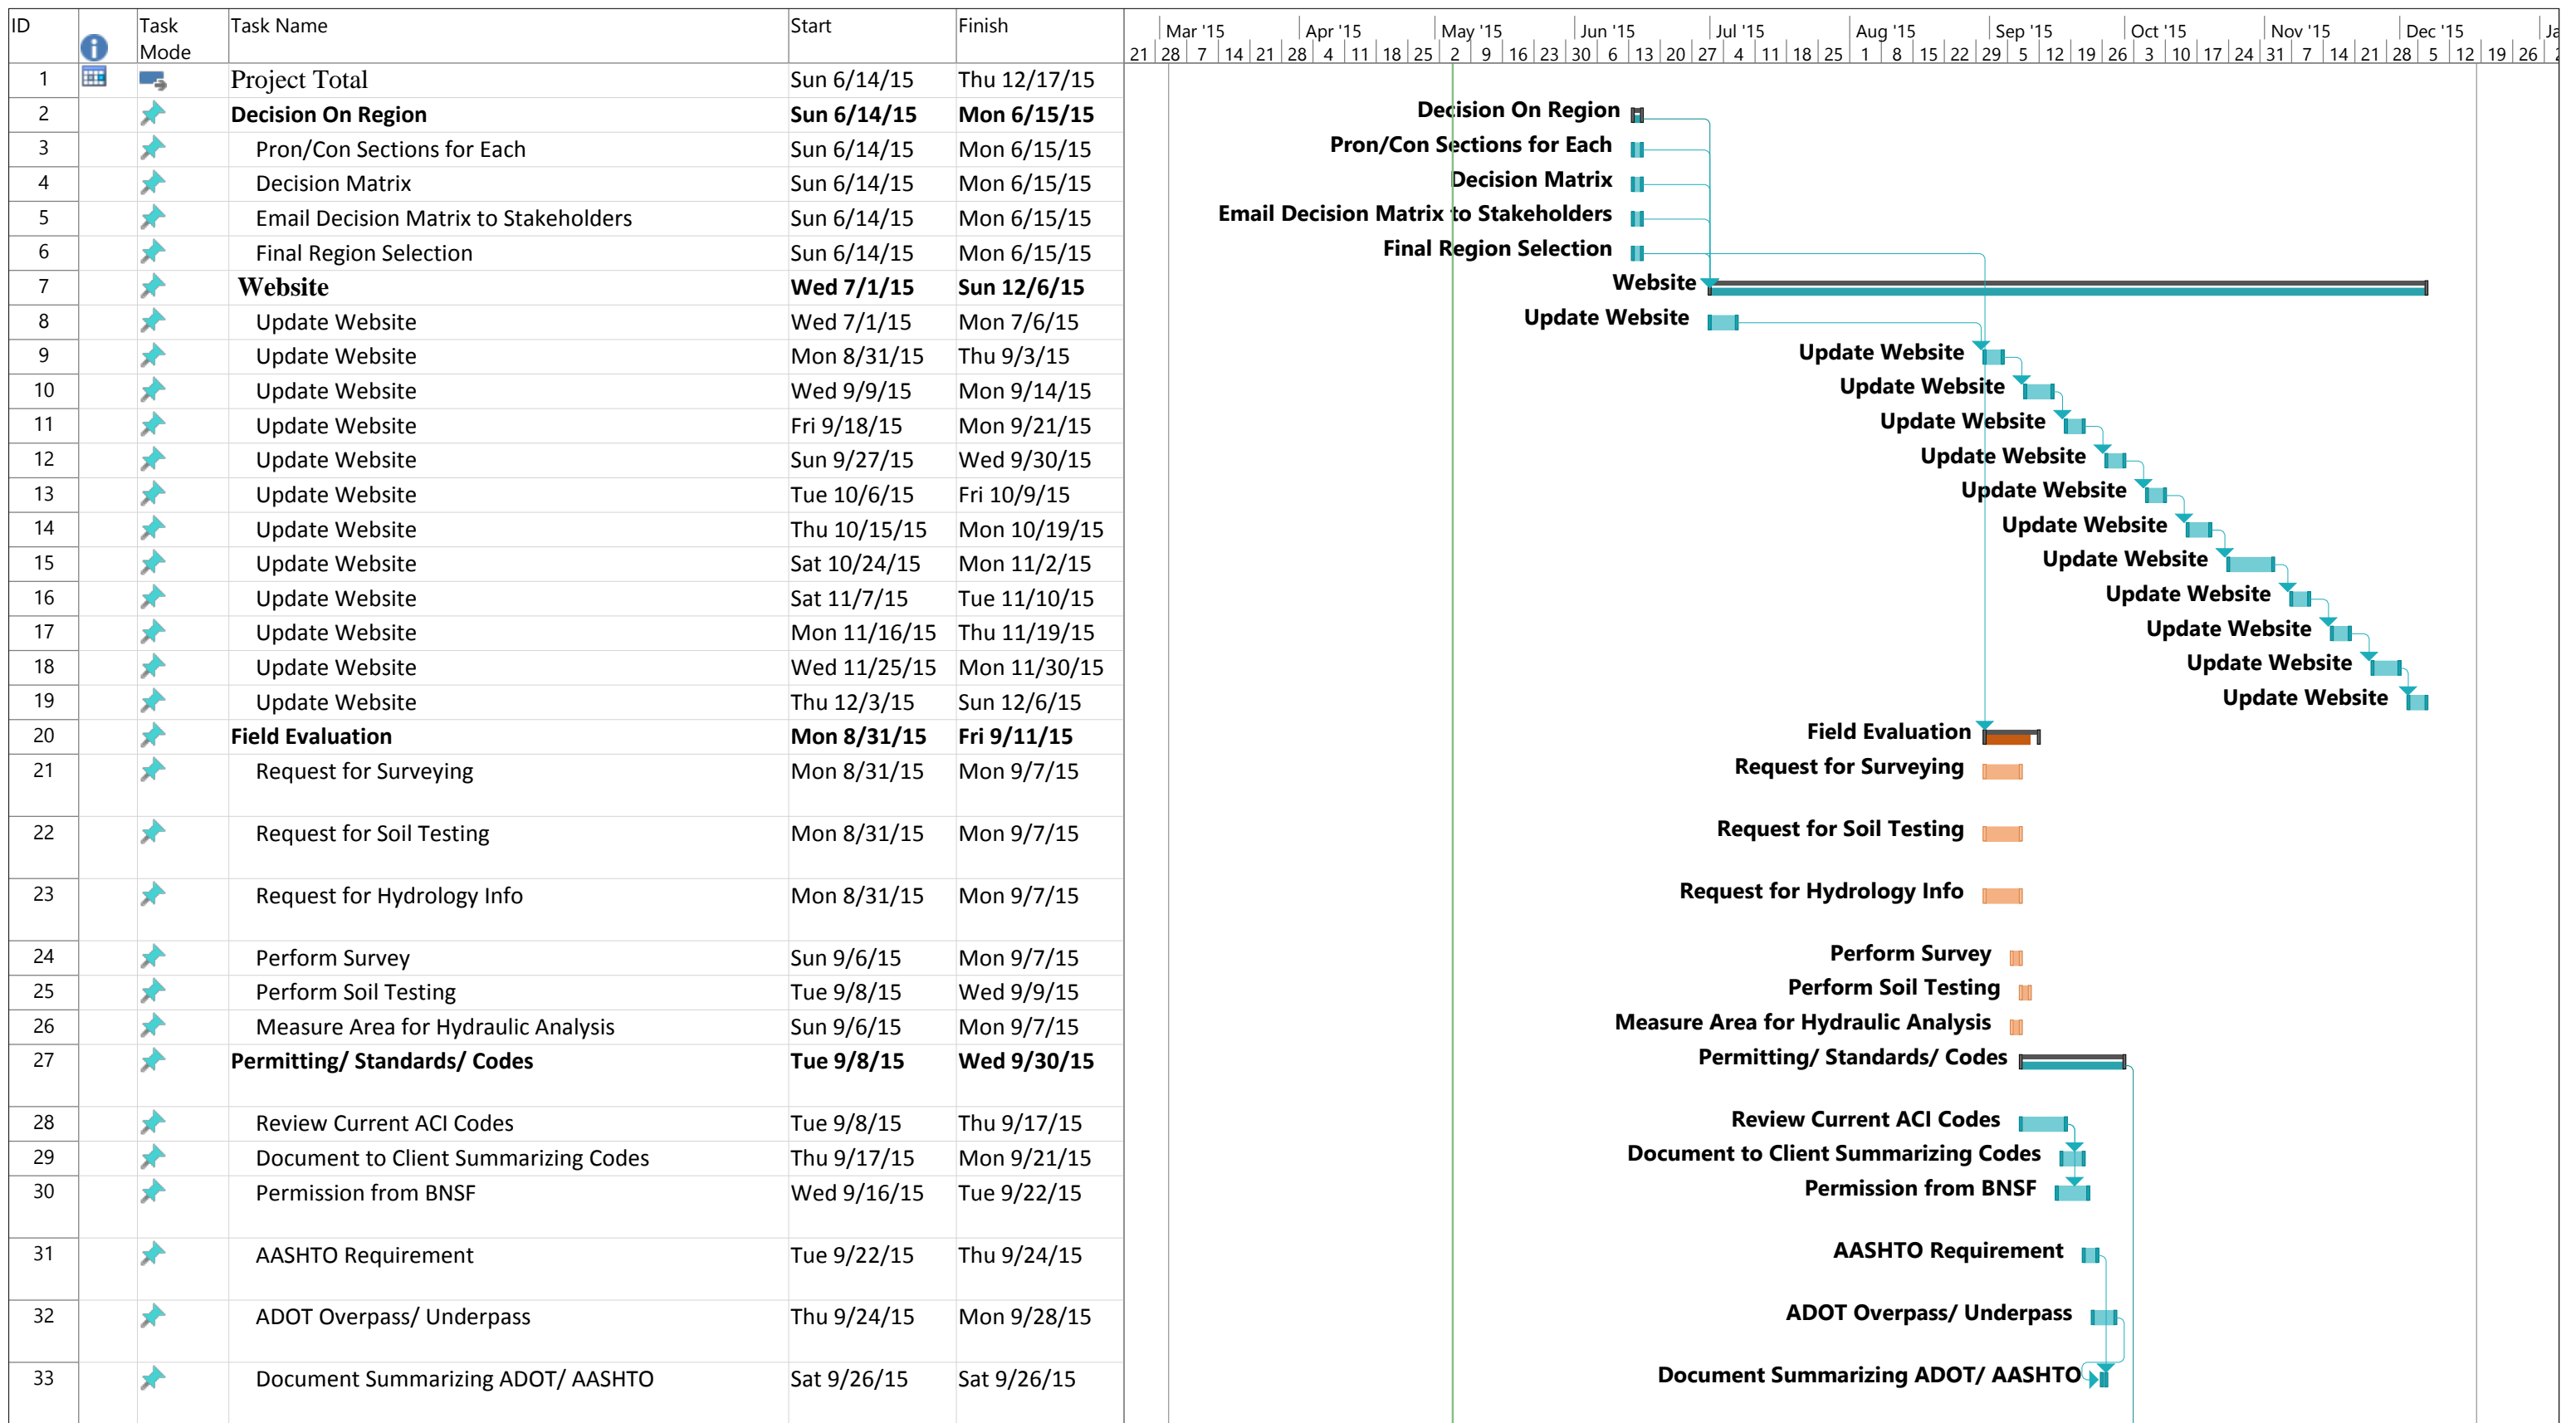 ID Task Mode Task Name Start Finish
Mar '15 Apr '15 May '15 Jun '15 Jul '15 Aug '15 Sep '15 Oct '15 Nov '15 Dec '15 Ja
21 28 7 14 21 28 4 11 18 25 2 9 16 23 30 6 13 20 27 4 11 18 25 1 8 15 22 29 5 12 19 26 3 10 17 24 31 7 14 21 28 5 12 19 26
1 Project Total Sun 6/14/15 Thu 12/17/15
2 Decision On Region Sun 6/14/15 Mon 6/15/15 Decision On Region
3 Pron/Con Sections for Each Sun 6/14/15 Mon 6/15/15 Pron/Con Sections for Each
4 Decision Matrix Sun 6/14/15 Mon 6/15/15 Decision Matrix
5 Email Decision Matrix to Stakeholders Sun 6/14/15 Mon 6/15/15 Email Decision Matrix to Stakeholders
6 Final Region Selection Sun 6/14/15 Mon 6/15/15 Final Region Selection
7 Website Wed 7/1/15 Sun 12/6/15 Website
8 Update Website Wed 7/1/15 Mon 7/6/15 Update Website
9 Update Website Mon 8/31/15 Thu 9/3/15 Update Website
10 Update Website Wed 9/9/15 Mon 9/14/15 Update Website
11 Update Website Fri 9/18/15 Mon 9/21/15 Update Website
12 Update Website Sun 9/27/15 Wed 9/30/15 Update Website
13 Update Website Tue 10/6/15 Fri 10/9/15 Update Website
14 Update Website Thu 10/15/15 Mon 10/19/15 Update Website
15 Update Website Sat 10/24/15 Mon 11/2/15 Update Website
16 Update Website Sat 11/7/15 Tue 11/10/15 Update Website
17 Update Website Mon 11/16/15 Thu 11/19/15 Update Website
18 Update Website Wed 11/25/15 Mon 11/30/15 Update Website
19 Update Website Thu 12/3/15 Sun 12/6/15 Update Website
20 Field Evaluation Mon 8/31/15 Fri 9/11/15 Field Evaluation
21 Request for Surveying Mon 8/31/15 Mon 9/7/15 Request for Surveying
22 Request for Soil Testing Mon 8/31/15 Mon 9/7/15 Request for Soil Testing
23 Request for Hydrology Info Mon 8/31/15 Mon 9/7/15 Request for Hydrology Info
24 Perform Survey Sun 9/6/15 Mon 9/7/15 Perform Survey
25 Perform Soil Testing Tue 9/8/15 Wed 9/9/15 Perform Soil Testing
26 Measure Area for Hydraulic Analysis Sun 9/6/15 Mon 9/7/15 Measure Area for Hydraulic Analysis
27 Permitting/ Standards/ Codes Tue 9/8/15 Wed 9/30/15 Permitting/ Standards/ Codes
28 Review Current ACI Codes Tue 9/8/15 Thu 9/17/15 Review Current ACI Codes
29 Document to Client Summarizing Codes Thu 9/17/15 Mon 9/21/15 Document to Client Summarizing Codes
30 Permission from BNSF Wed 9/16/15 Tue 9/22/15 Permission from BNSF
31 AASHTO Requirement Tue 9/22/15 Thu 9/24/15 AASHTO Requirement
32 ADOT Overpass/ Underpass Thu 9/24/15 Mon 9/28/15 ADOT Overpass/ Underpass
33 Document Summarizing ADOT/ AASHTO Sat 9/26/15 Sat 9/26/15 Document Summarizing ADOT/ AASHTO